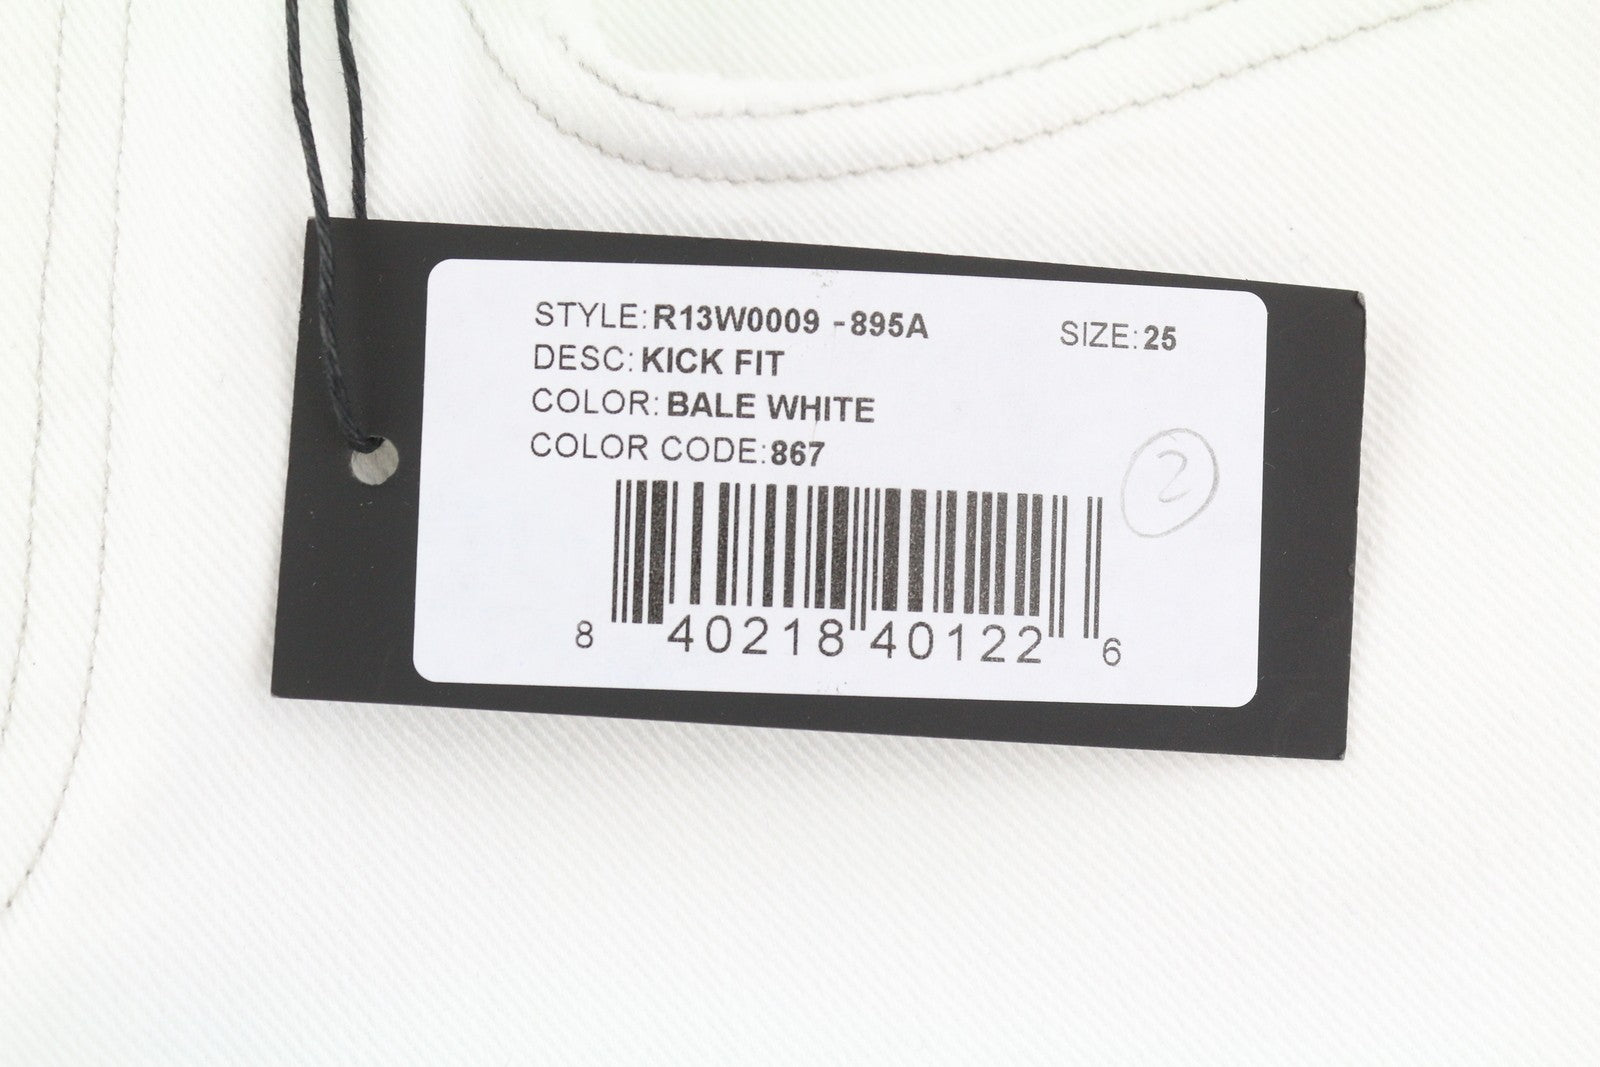 STYLE: R13W0009 -895A SIZE: 25
DESC: KICK FIT
COLOR: BALE WHITE
COLOR CODE: 867
2
8 40218 40122 6